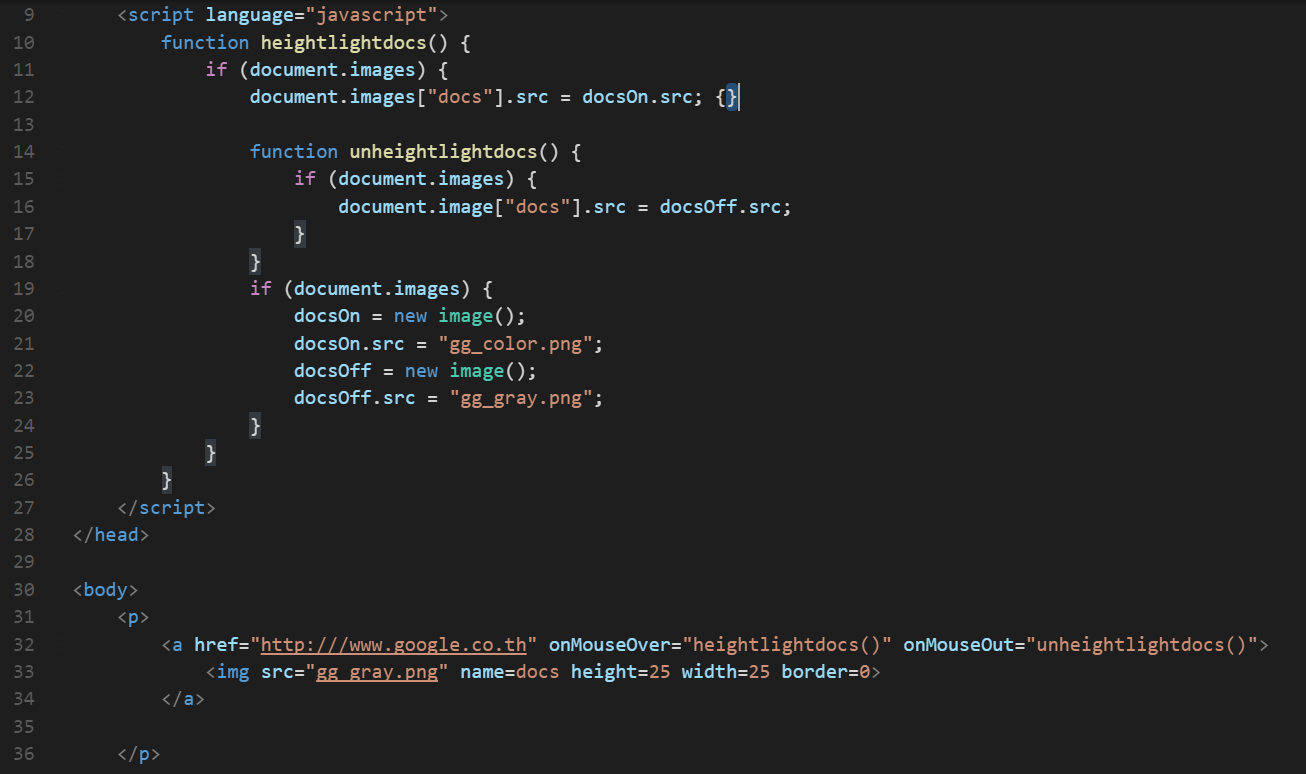 9 <script language="javascript">
10 function heightlightdocs() {
11 if (document.images) {
12 document.images["docs"].src = docsOn.src; {}
13
14 function unheightlightdocs() {
15 if (document.images) {
16 document.image["docs"].src = docsOff.src;
17 }
18 }
19 if (document.images) {
20 docsOn = new image();
21 docsOn.src = "gg_color.png";
22 docsOff = new image();
23 docsOff.src = "gg_gray.png";
24 }
25 }
26 }
27 </script>
28 </head>
29
30 <body>
31 <p>
32 <a href="http:///www.google.co.th" onMouseOver="heightlightdocs()" onMouseOut="unheightlightdocs()">
33 <img src="gg_gray.png" name=docs height=25 width=25 border=0>
34 </a>
35
36 </p>